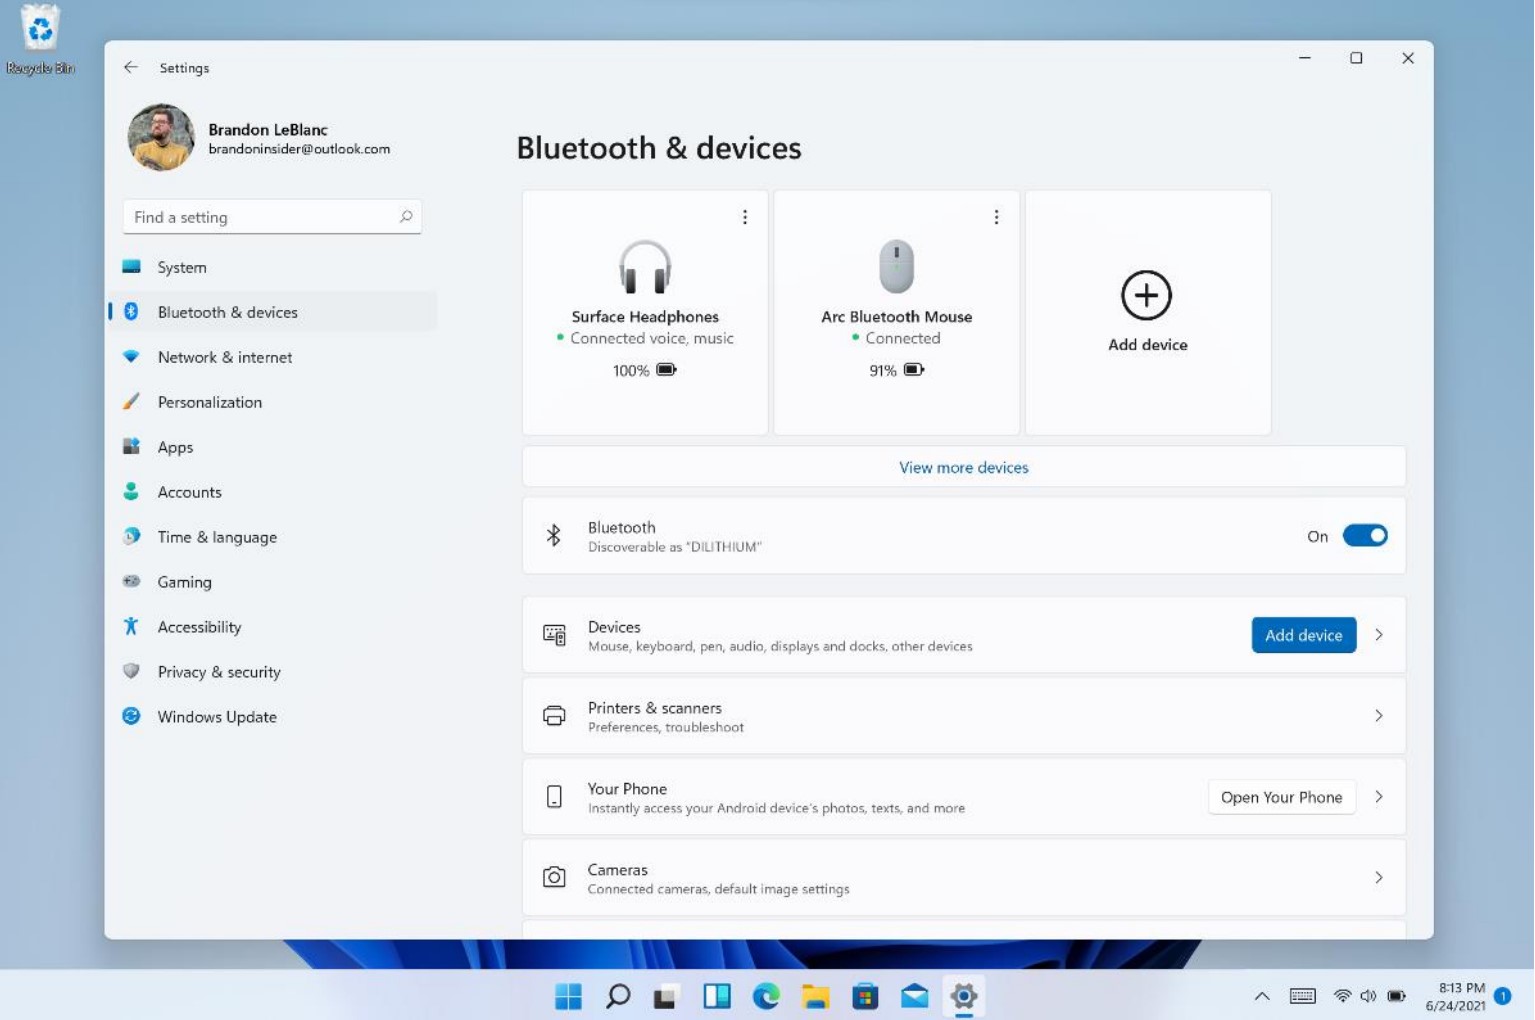 Recycle Bin
Settings
Brandon LeBlanc
brandoninsider@outlook.com
Find a setting
System
Bluetooth & devices
Network & internet
Personalization
Apps
Accounts
Time & language
Gaming
Accessibility
Privacy & security
Windows Update
Bluetooth & devices
Surface Headphones
Connected voice, music
100%
Arc Bluetooth Mouse
Connected
91%
Add device
View more devices
Bluetooth
Discoverable as "DILITHIUM"
On
Devices
Mouse, keyboard, pen, audio, displays and docks, other devices
Add device
Printers & scanners
Preferences, troubleshoot
Your Phone
Instantly access your Android device's photos, texts, and more
Open Your Phone
Cameras
Connected cameras, default image settings
8:13 PM
6/24/2021
1